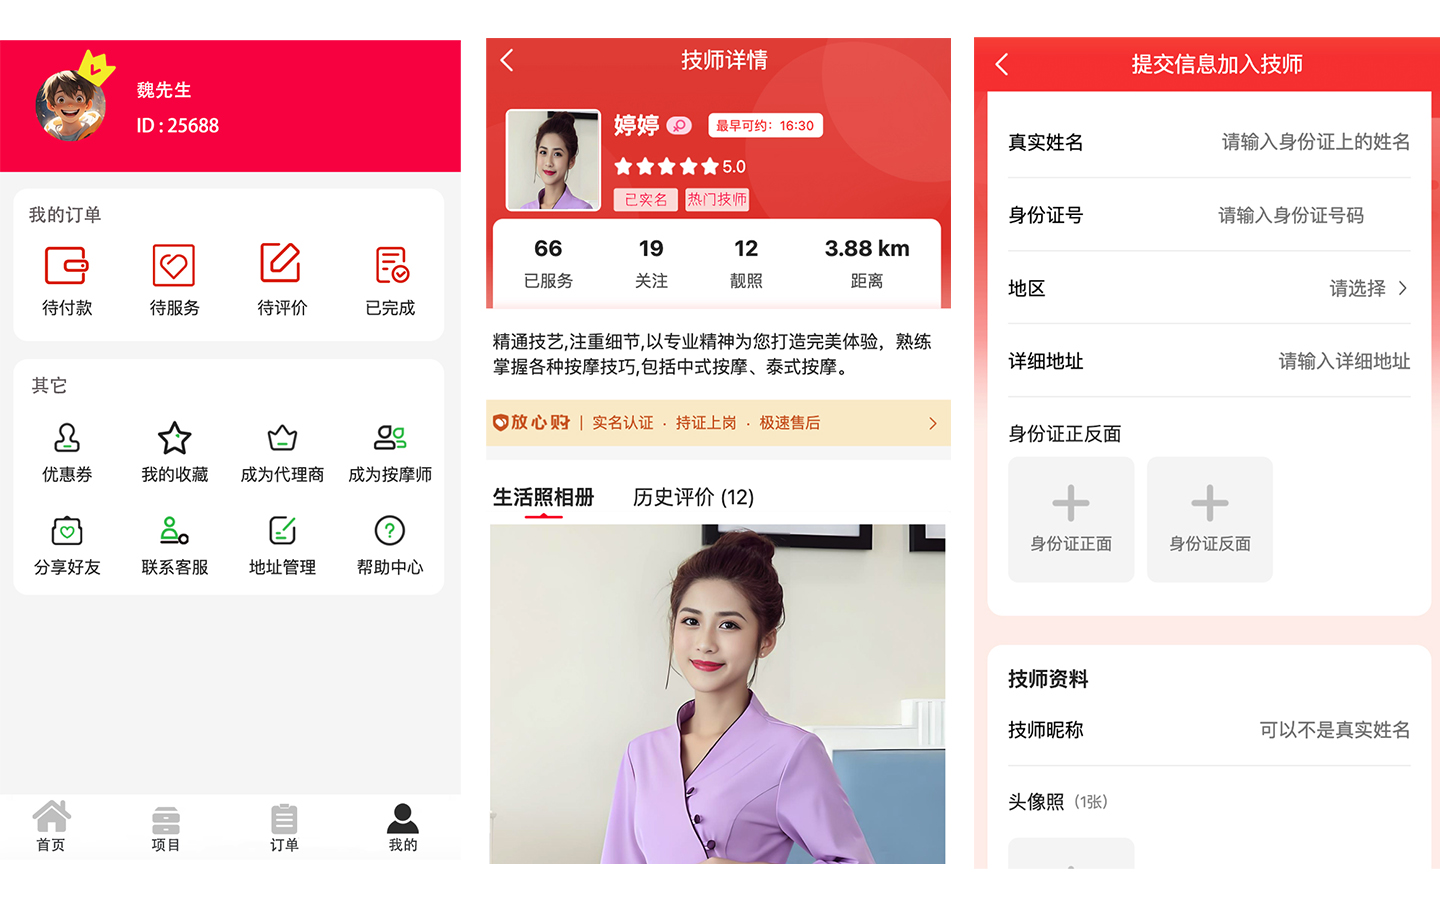 魏先生
ID : 25688
我的订单
待付款 待服务 待评价 已完成
其它
优惠券 我的收藏 成为代理商 成为按摩师
分享好友 联系客服 地址管理 帮助中心
首页 项目 订单 我的
技师详情
婷婷 最早可约：16:30
5.0
已实名 热门技师
66 19 12 3.88 km
已服务 关注 靓照 距离
精通技艺,注重细节,以专业精神为您打造完美体验，熟练
掌握各种按摩技巧,包括中式按摩、泰式按摩。
放心购 | 实名认证 · 持证上岗 · 极速售后
生活照相册 历史评价 (12)
提交信息加入技师
真实姓名 请输入身份证上的姓名
身份证号 请输入身份证号码
地区 请选择
详细地址 请输入详细地址
身份证正反面
身份证正面 身份证反面
技师资料
技师昵称 可以不是真实姓名
头像照（1张）